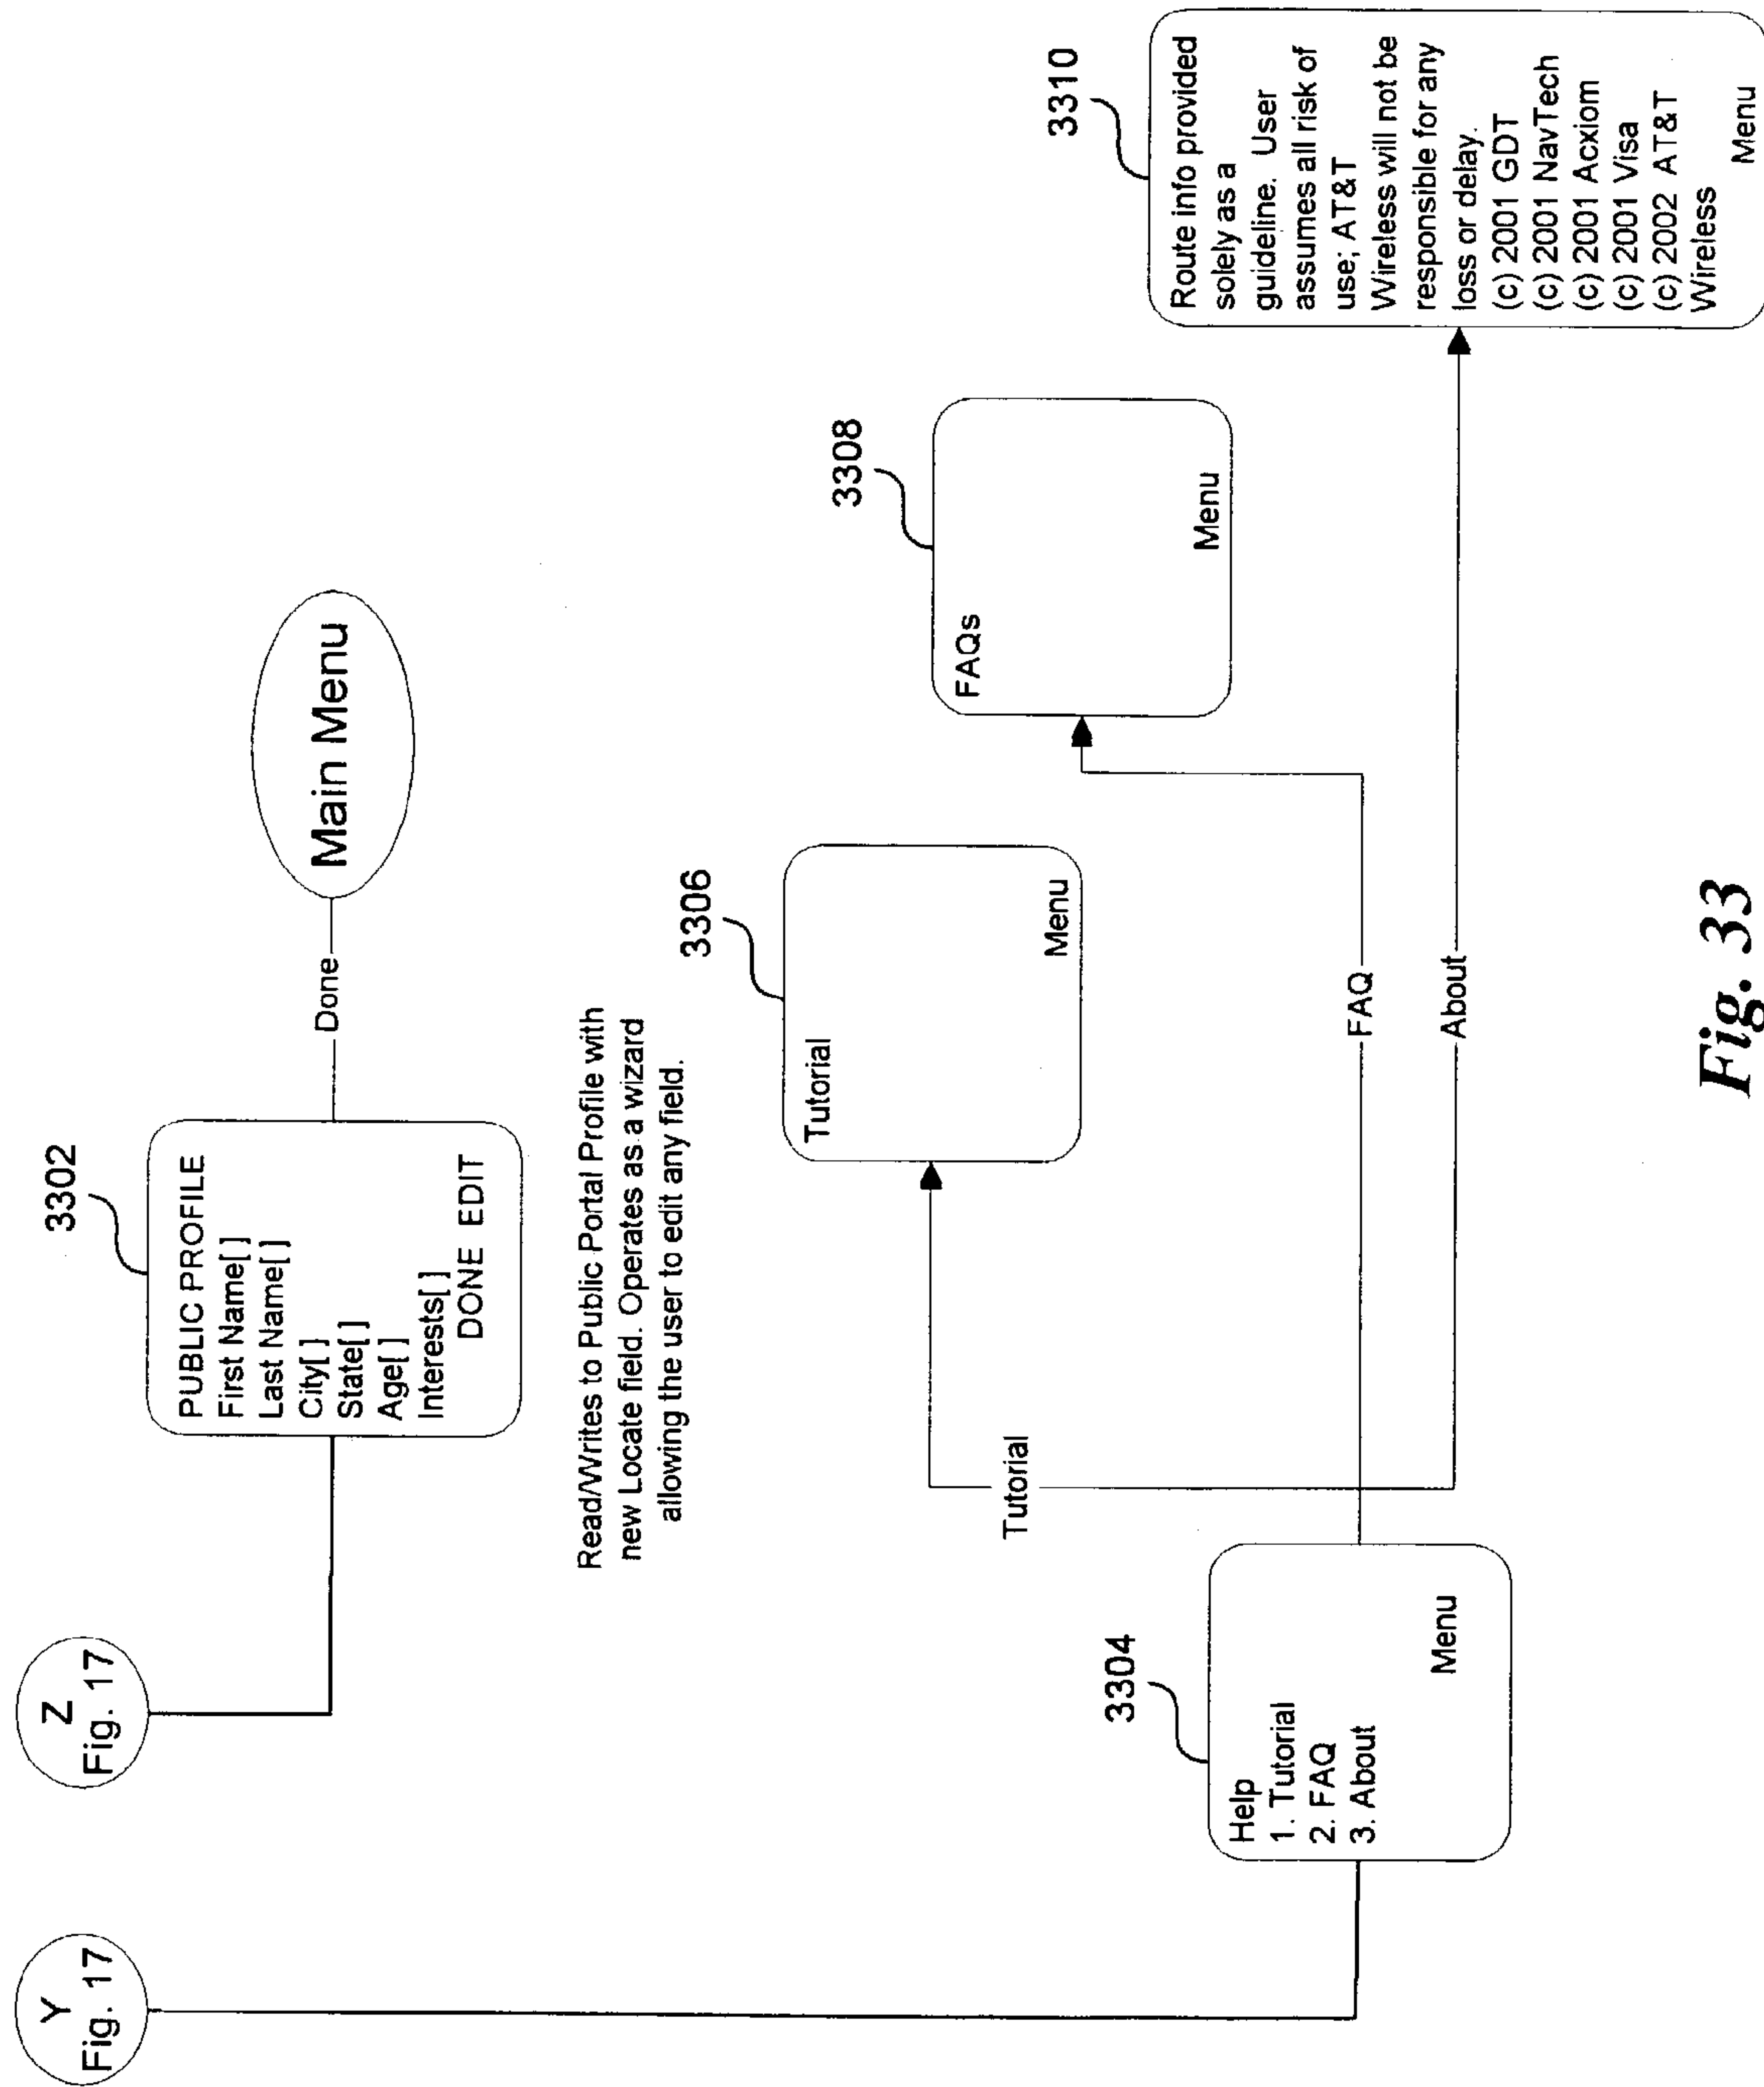 Y
Fig. 17
Z
Fig. 17
3302
PUBLIC PROFILE
First Name[ ]
Last Name[ ]
City[ ]
State[ ]
Age[ ]
Interests[ ]
DONE EDIT
Done
Main Menu
Read/Writes to Public Portal Profile with
new Locate field. Operates as a wizard
allowing the user to edit any field.
3304
Help
1. Tutorial
2. FAQ
3. About
Menu
Tutorial
FAQ
About
3306
Tutorial
Menu
3308
FAQs
Menu
3310
Route info provided
solely as a
guideline. User
assumes all risk of
use; AT&T
Wireless will not be
responsible for any
loss or delay.
(c) 2001 GDT
(c) 2001 NavTech
(c) 2001 Acxiom
(c) 2001 Visa
(c) 2002 AT&T
Wireless
Menu
Fig. 33